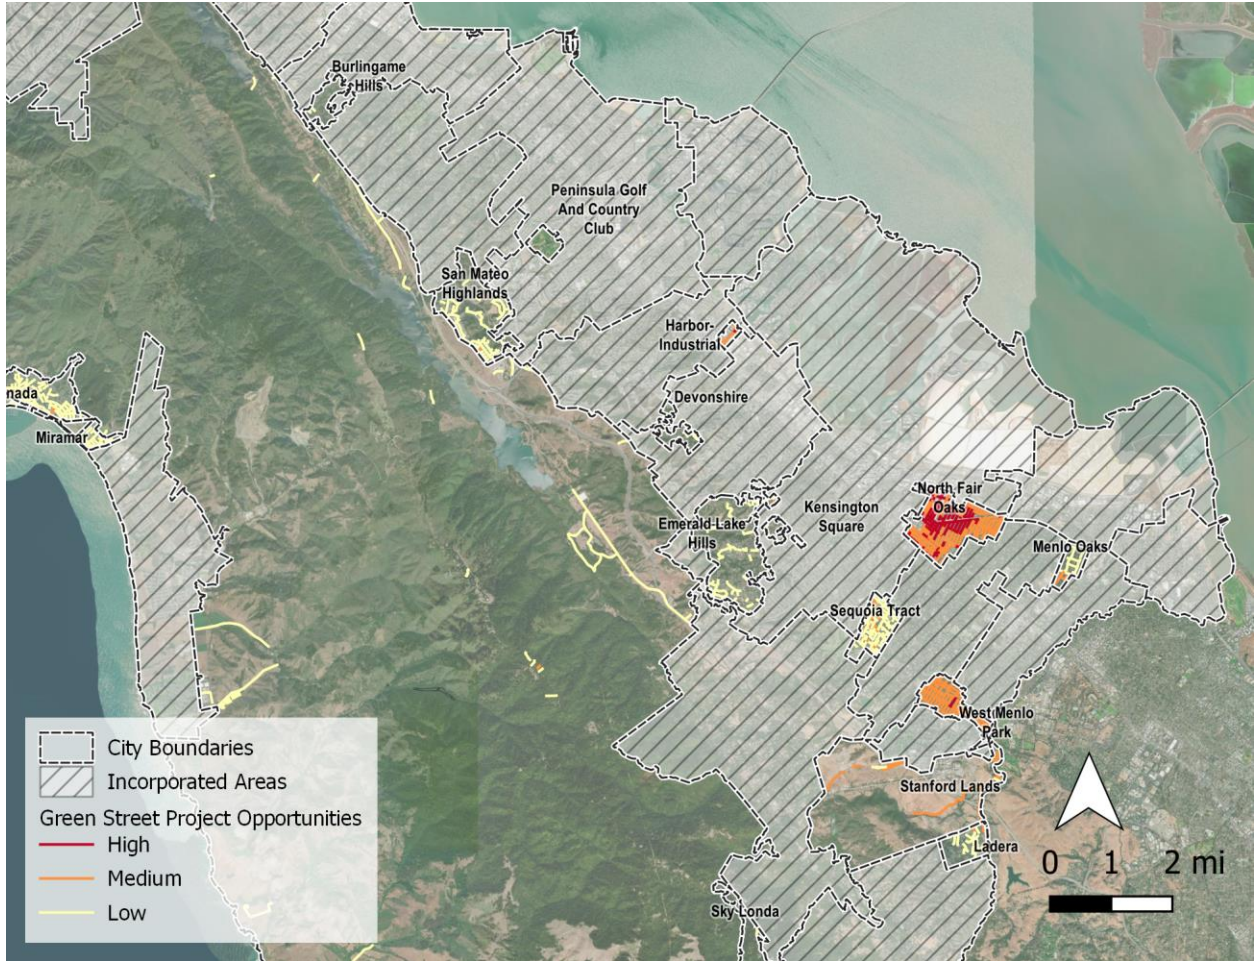 Burlingame
Hills
Peninsula Golf
And Country
Club
San Mateo
Highlands
Harbor-
Industrial
Devonshire
nada
Miramar
North Fair
Oaks
Kensington
Square
Emerald Lake
Hills
Menlo Oaks
Sequoia Tract
West Menlo
Park
Stanford Lands
Ladera
Sky Londa
City Boundaries
Incorporated Areas
Green Street Project Opportunities
High
Medium
Low
0 1 2 mi